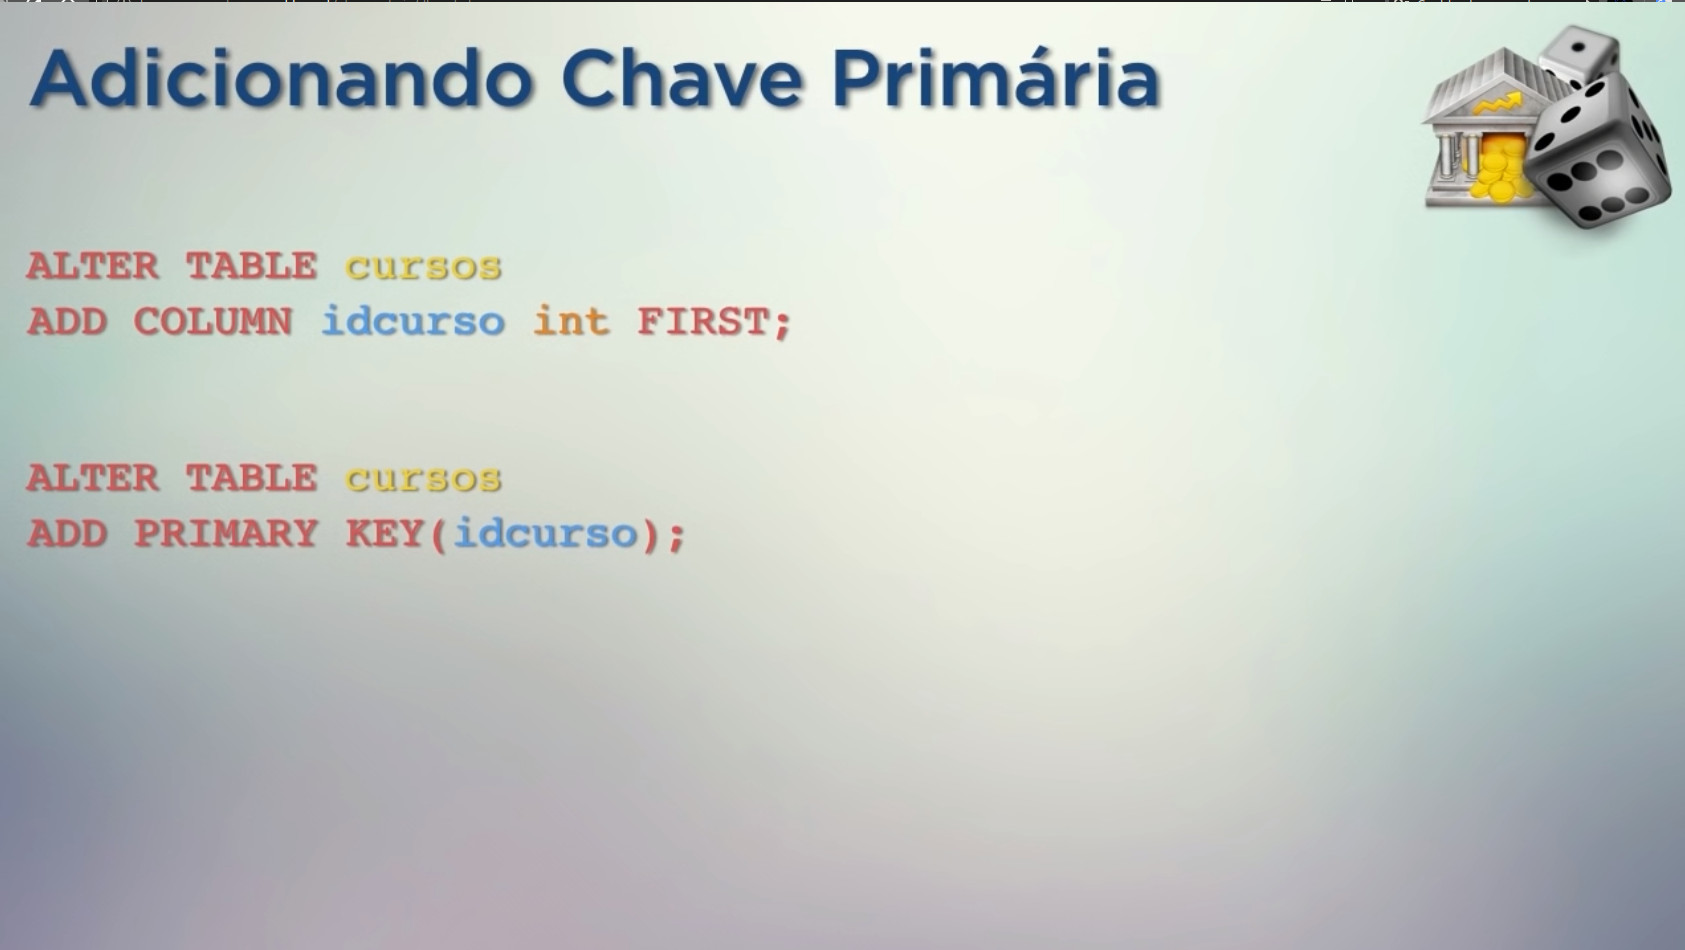 Adicionando Chave Primária
ALTER TABLE cursos
ADD COLUMN idcurso int FIRST;
ALTER TABLE cursos
ADD PRIMARY KEY(idcurso);